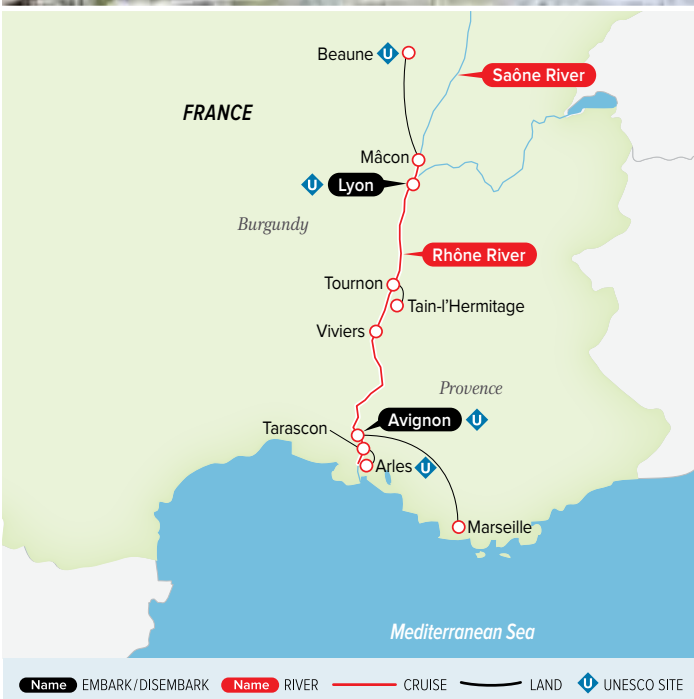 Beaune U
Saône River
FRANCE
Mâcon
U Lyon
Burgundy
Rhône River
Tournon
Tain-l'Hermitage
Viviers
Provence
Avignon U
Tarascon
Arles U
Marseille
Mediterranean Sea
Name EMBARK/DISEMBARK Name RIVER CRUISE LAND U UNESCO SITE